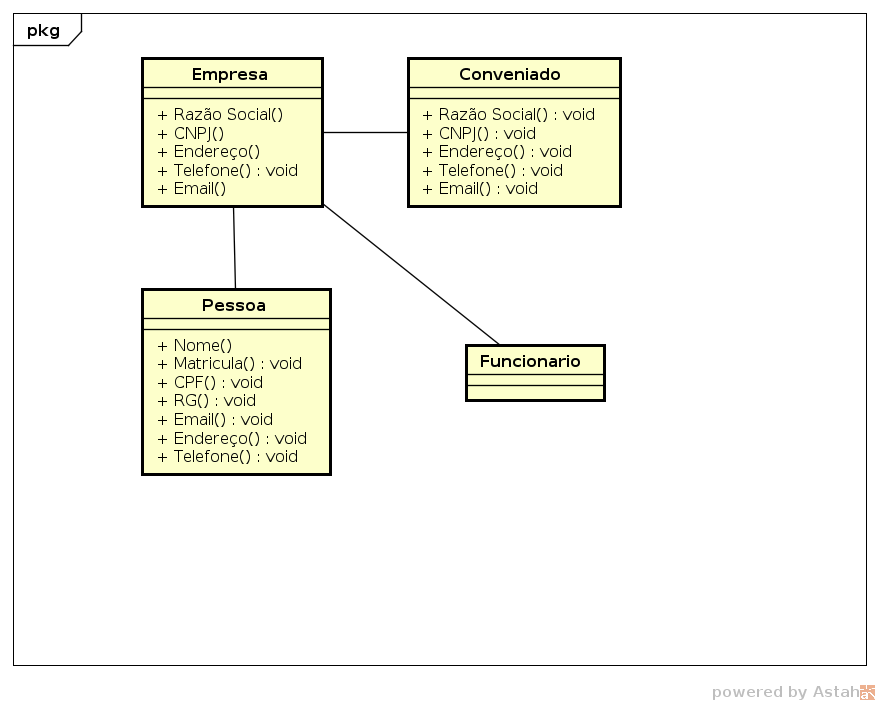 pkg
Empresa
+ Razão Social()
+ CNPJ()
+ Endereço()
+ Telefone() : void
+ Email()
Conveniado
+ Razão Social() : void
+ CNPJ() : void
+ Endereço() : void
+ Telefone() : void
+ Email() : void
Pessoa
+ Nome()
+ Matricula() : void
+ CPF() : void
+ RG() : void
+ Email() : void
+ Endereço() : void
+ Telefone() : void
Funcionario
powered by Astah